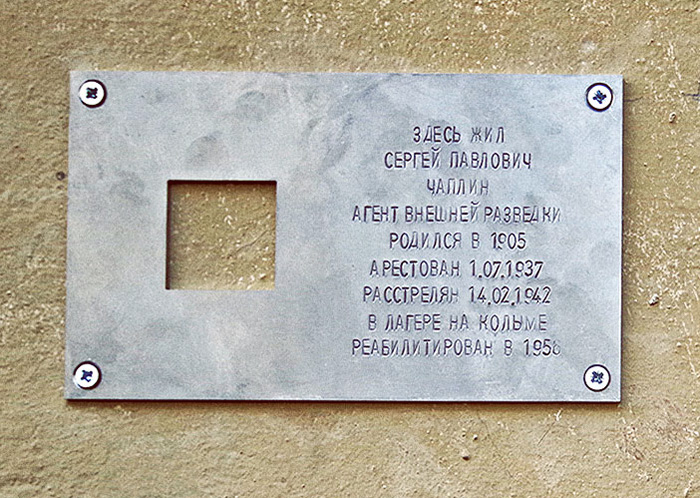 ЗДЕСЬ ЖИЛ
СЕРГЕЙ ПАВЛОВИЧ
ЧАПЛИН
АГЕНТ ВНЕШНЕЙ РАЗВЕДКИ
РОДИЛСЯ В 1905
АРЕСТОВАН 1.07.1937
РАССТРЕЛЯН 14.02.1942
В ЛАГЕРЕ НА КОЛЫМЕ
РЕАБИЛИТИРОВАН В